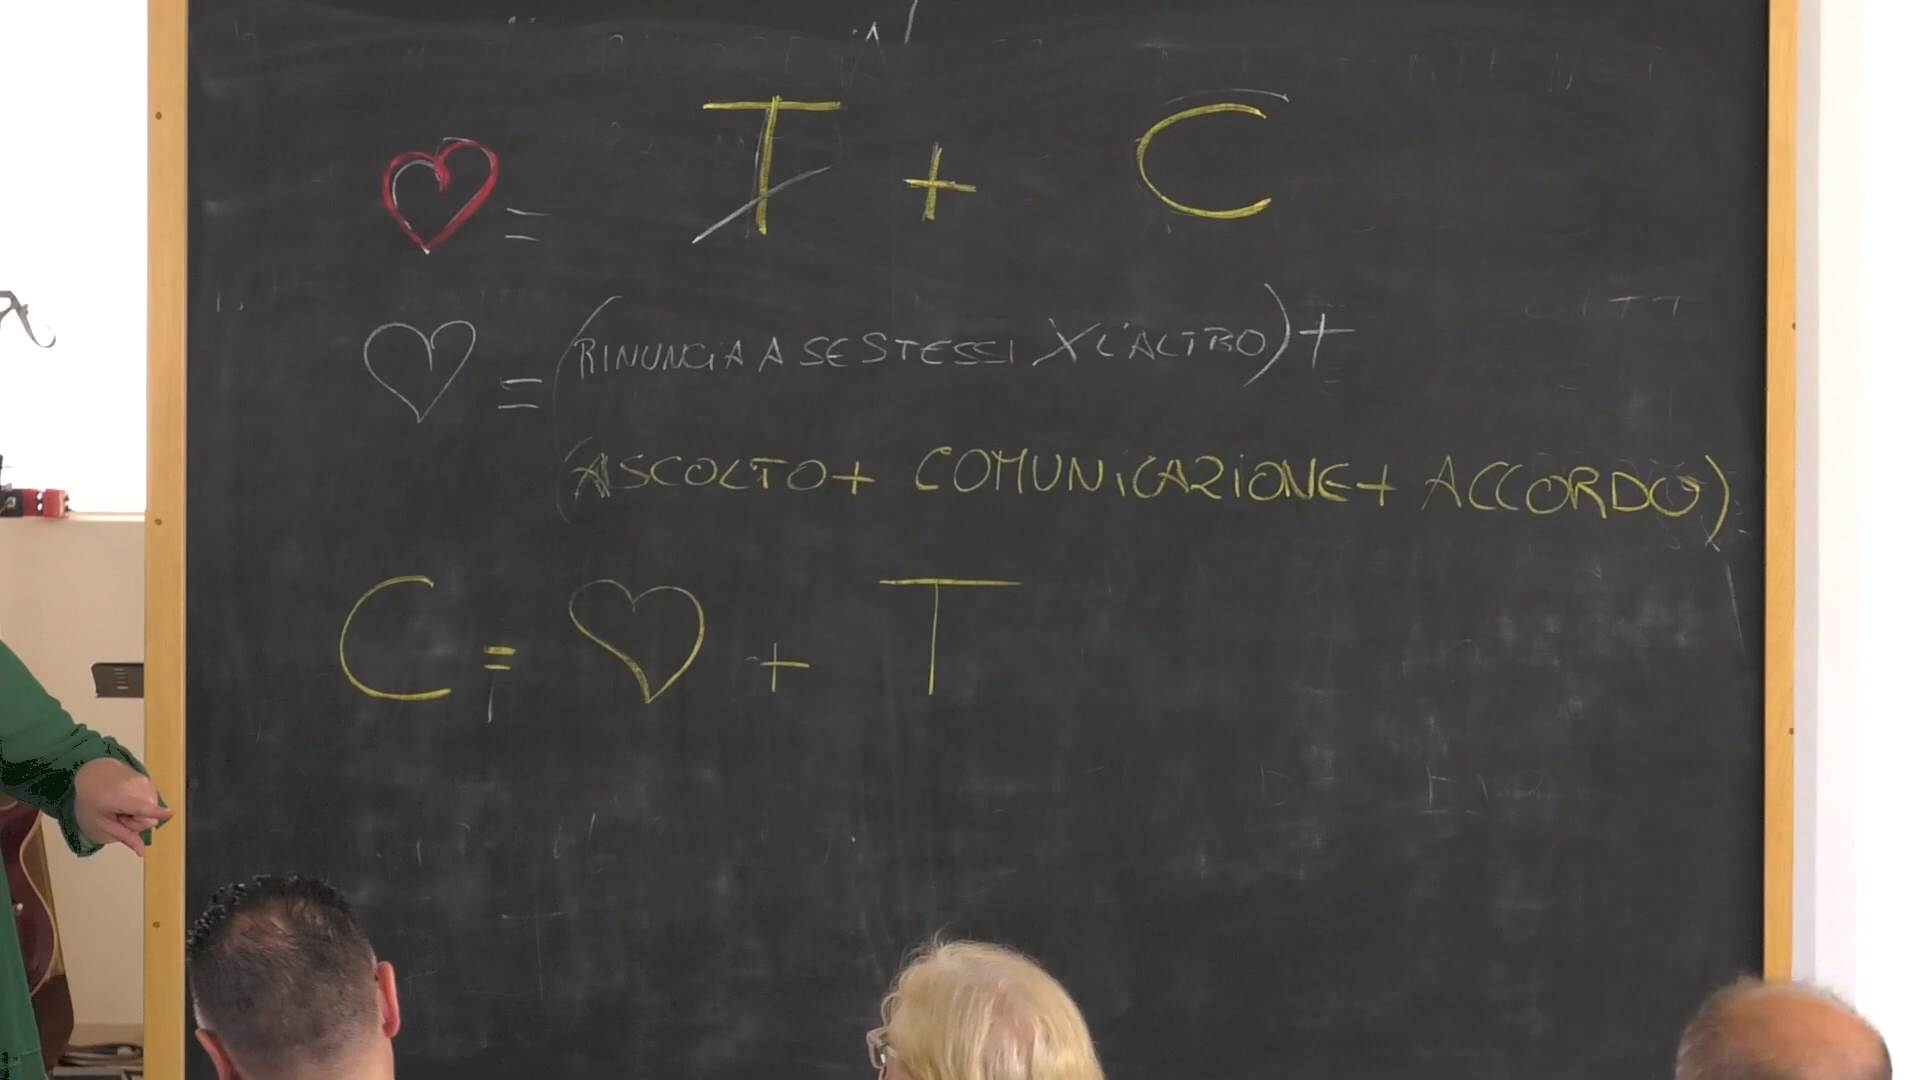 ♡ = T + C
♡ = (RINUNCIA A SE STESSI X L'ALTRO) +
(ASCOLTO + COMUNICAZIONE + ACCORDO)
C = ♡ + T